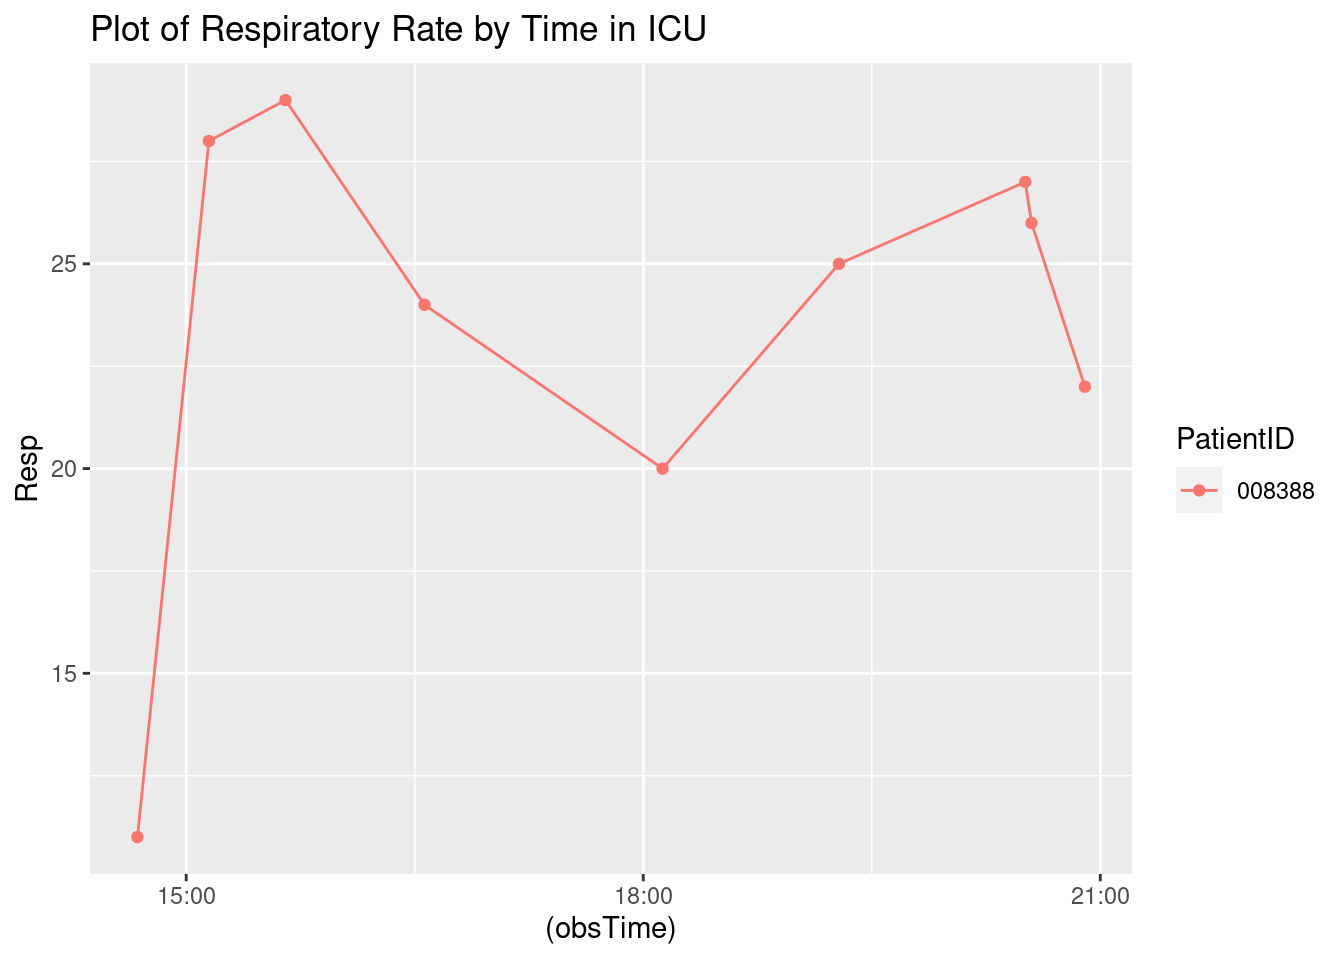 Plot of Respiratory Rate by Time in ICU
25
20
15
Resp
15:00
18:00
21:00
(obsTime)
PatientID
008388